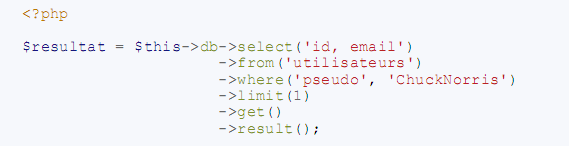 <?php
$resultat = $this->db->select('id, email')
->from('utilisateurs')
->where('pseudo', 'ChuckNorris')
->limit(1)
->get()
->result();